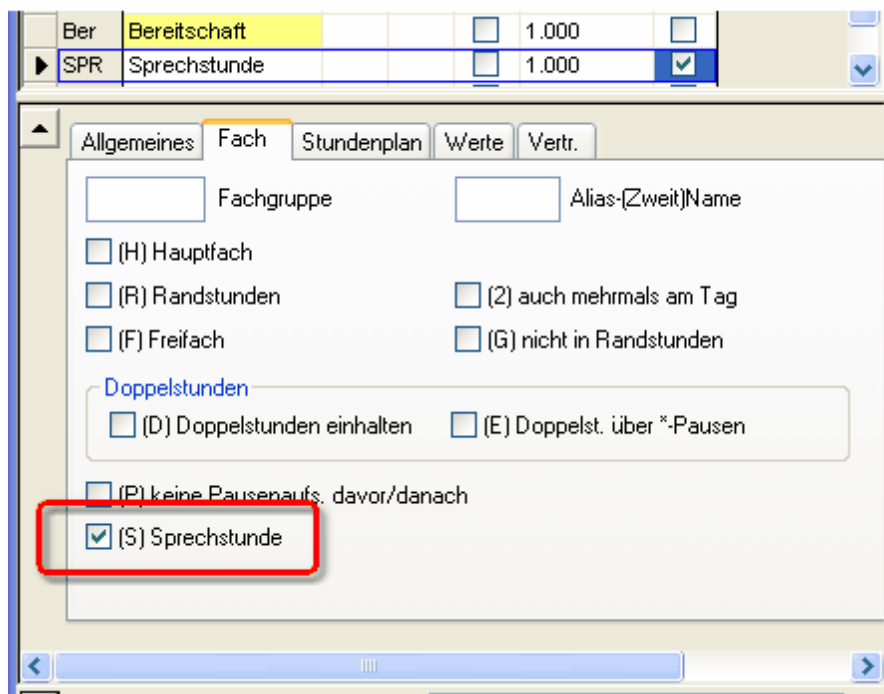 Ber Bereitschaft 1.000
SPR Sprechstunde 1.000
Allgemeines Fach Stundenplan Werte Vertr.
Fachgruppe Alias-(Zweit)Name
(H) Hauptfach
(R) Randstunden (2) auch mehrmals am Tag
(F) Freifach (G) nicht in Randstunden
Doppelstunden
(D) Doppelstunden einhalten (E) Doppelst. über *-Pausen
(P) keine Pausenaufs. davor/danach
(S) Sprechstunde